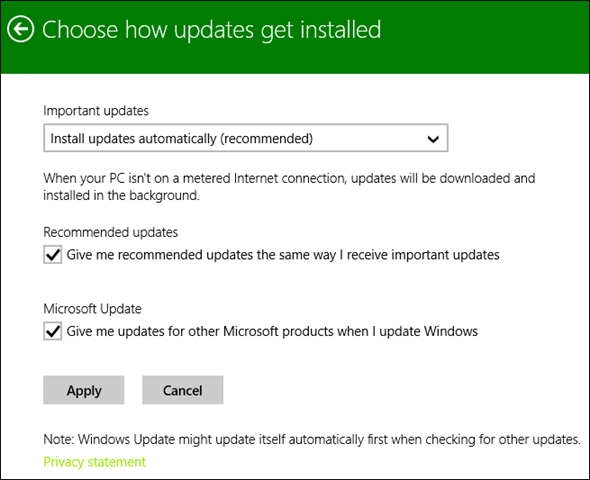 Choose how updates get installed
Important updates
Install updates automatically (recommended)
When your PC isn't on a metered Internet connection, updates will be downloaded and
installed in the background.
Recommended updates
Give me recommended updates the same way I receive important updates
Microsoft Update
Give me updates for other Microsoft products when I update Windows
Apply Cancel
Note: Windows Update might update itself automatically first when checking for other updates.
Privacy statement